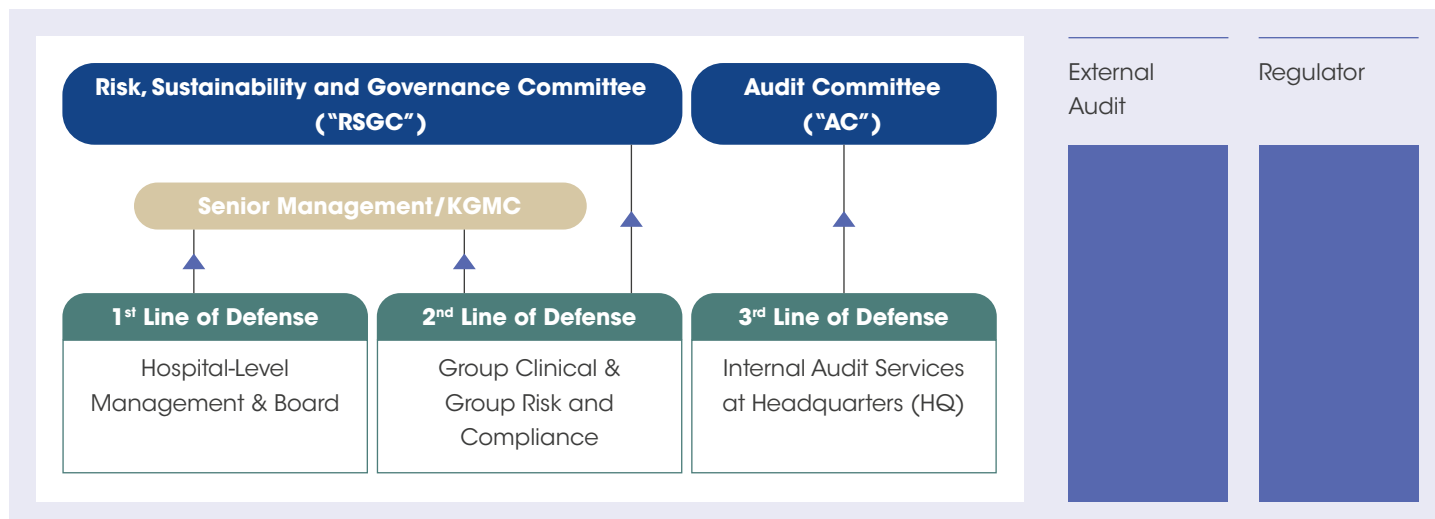 Risk, Sustainability and Governance Committee
(“RSGC”)
Audit Committee
(“AC”)
External
Audit
Regulator
Senior Management/KGMC
1st Line of Defense
Hospital-Level
Management & Board
2nd Line of Defense
Group Clinical &
Group Risk and
Compliance
3rd Line of Defense
Internal Audit Services
at Headquarters (HQ)